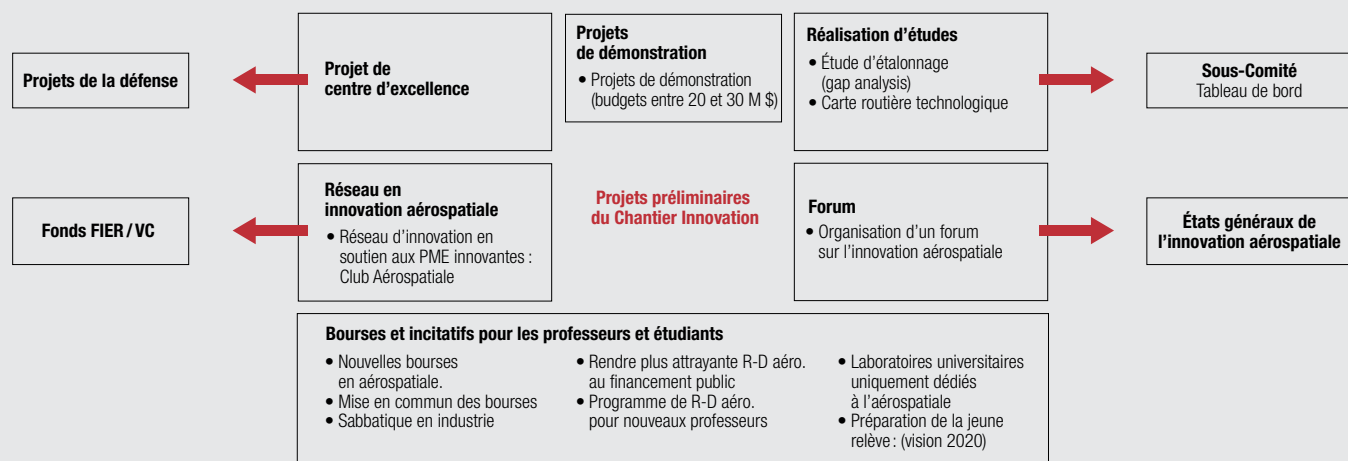 Projets de la défense
Projet de
centre d'excellence
Projets
de démonstration
• Projets de démonstration
(budgets entre 20 et 30 M $)
Réalisation d'études
• Étude d'étalonnage
(gap analysis)
• Carte routière technologique
Sous-Comité
Tableau de bord
Fonds FIER / VC
Réseau en
innovation aérospatiale
• Réseau d'innovation en
soutien aux PME innovantes :
Club Aérospatiale
Projets préliminaires
du Chantier Innovation
Forum
• Organisation d'un forum
sur l'innovation aérospatiale
États généraux de
l'innovation aérospatiale
Bourses et incitatifs pour les professeurs et étudiants
• Nouvelles bourses
en aérospatiale.
• Mise en commun des bourses
• Sabbatique en industrie
• Rendre plus attrayante R-D aéro.
au financement public
• Programme de R-D aéro.
pour nouveaux professeurs
• Laboratoires universitaires
uniquement dédiés
à l'aérospatiale
• Préparation de la jeune
relève : (vision 2020)